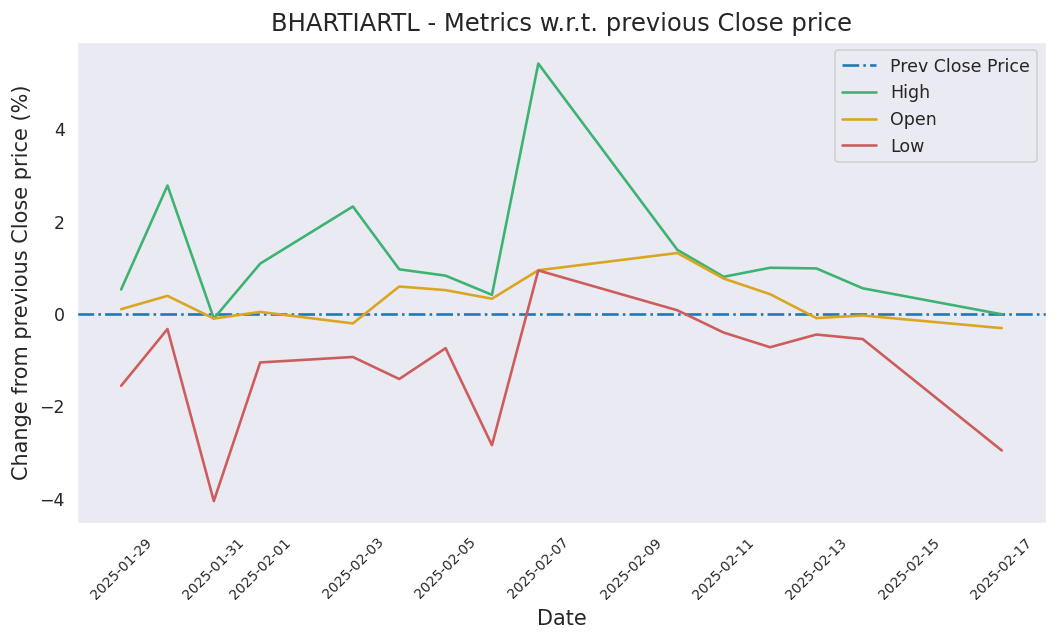 BHARTIARTL - Metrics w.r.t. previous Close price
Change from previous Close price (%)
4
2
0
−2
−4
Prev Close Price
High
Open
Low
2025-01-29
2025-01-31
2025-02-01
2025-02-03
2025-02-05
2025-02-07
2025-02-09
2025-02-11
2025-02-13
2025-02-15
2025-02-17
Date